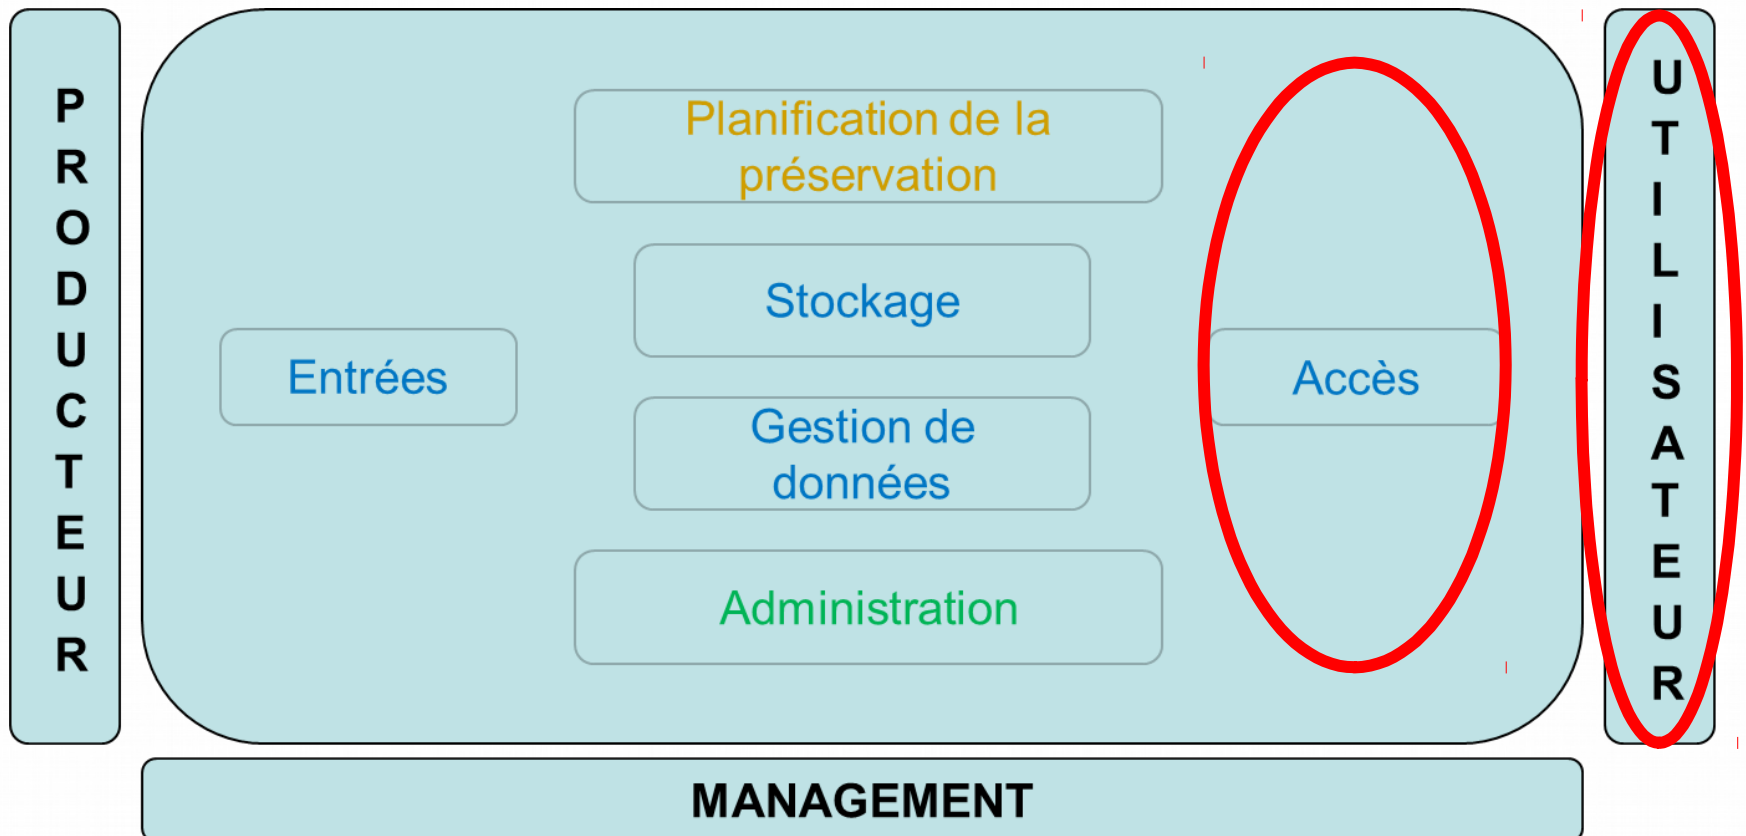 PRODUCTEUR
Planification de la
préservation
Stockage
Entrées
Gestion de
données
Accès
Administration
UTILISATEUR
MANAGEMENT